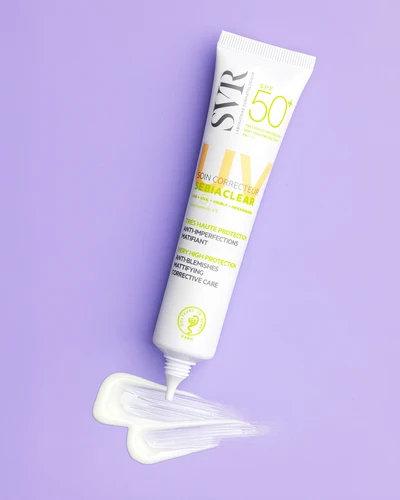 SVR
SPF
50+
UV
SOIN CORRECTEUR
SEBIACLEAR
TRÈS HAUTE PROTECTION
ANTI-IMPERFECTIONS
MATIFIANT
VERY HIGH PROTECTION
ANTI-BLEMISHES
MATTIFYING
CORRECTIVE CARE
PARIS